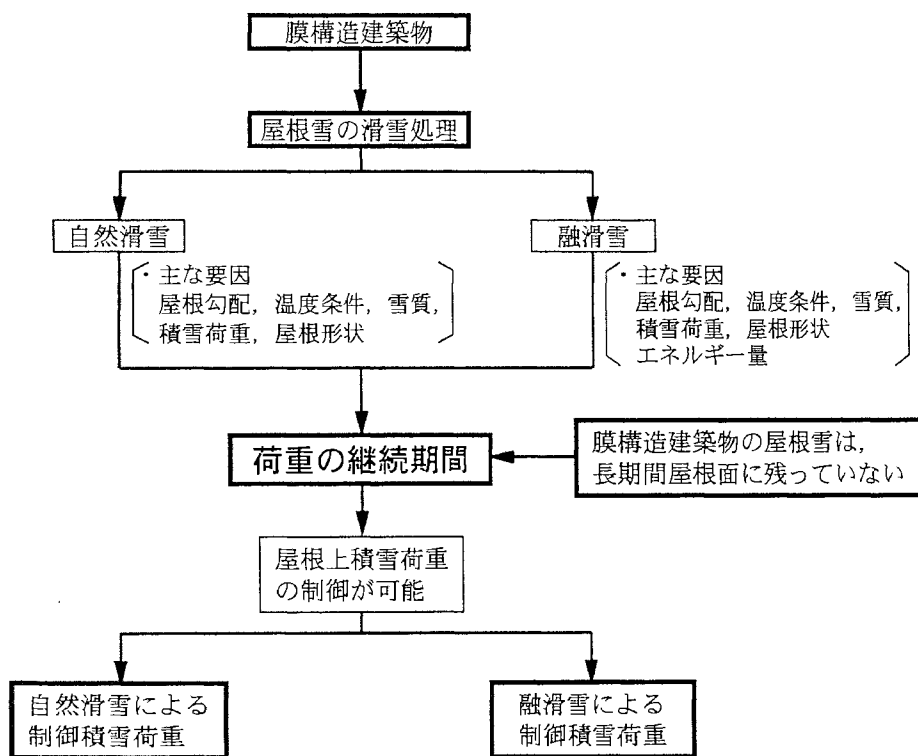 膜構造建築物
屋根雪の滑雪処理
自然滑雪
・主な要因
屋根勾配，温度条件，雪質，
積雪荷重，屋根形状
融滑雪
・主な要因
屋根勾配，温度条件，雪質，
積雪荷重，屋根形状
エネルギー量
荷重の継続期間
膜構造建築物の屋根雪は，
長期間屋根面に残っていない
屋根上積雪荷重
の制御が可能
自然滑雪による
制御積雪荷重
融滑雪による
制御積雪荷重